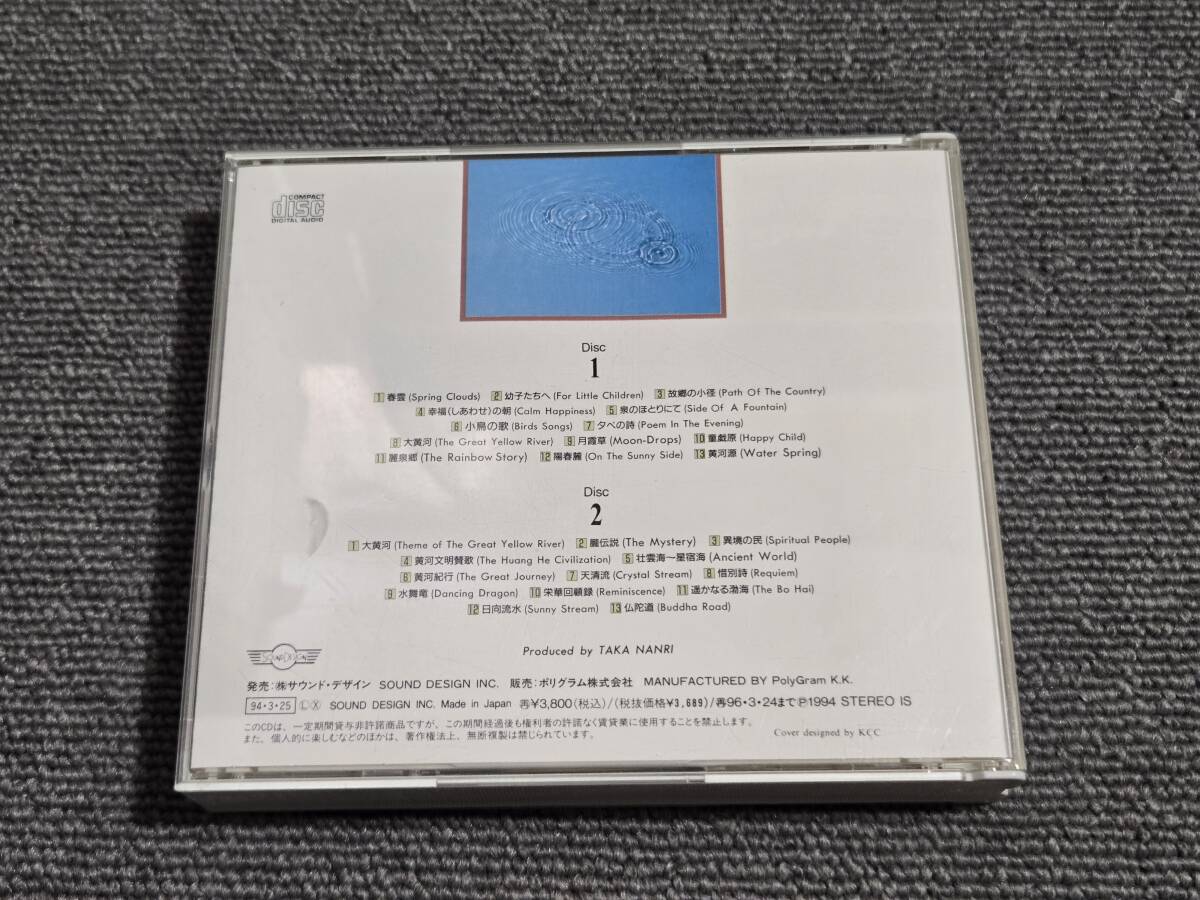 COMPACT
disc
DIGITAL AUDIO
Disc
1
1 春雲 (Spring Clouds) 2 幼子たちへ (For Little Children) 3 故郷の小径 (Path Of The Country)
4 幸福(しあわせ)の朝 (Calm Happiness) 5 泉のほとりにて (Side Of A Fountain)
6 小鳥の歌 (Birds Songs) 7 夕べの詩 (Poem In The Evening)
8 大黄河 (The Great Yellow River) 9 月霞草 (Moon-Drops) 10 童戯原 (Happy Child)
11 麗泉郷 (The Rainbow Story) 12 陽春麓 (On The Sunny Side) 13 黄河源 (Water Spring)
Disc
2
1 大黄河 (Theme of The Great Yellow River) 2 朧伝説 (The Mystery) 3 異境の民 (Spiritual People)
4 黄河文明賛歌 (The Huang He Civilization) 5 壮雲海〜星宿海 (Ancient World)
6 黄河紀行 (The Great Journey) 7 天清流 (Crystal Stream) 8 惜別詩 (Requiem)
9 水舞竜 (Dancing Dragon) 10 栄華回顧録 (Reminiscence) 11 遥かなる渤海 (The Bo Hai)
12 日向流水 (Sunny Stream) 13 仏陀道 (Buddha Road)
SOUND DESIGN
Produced by TAKA NANRI
発売:㈱サウンド・デザイン SOUND DESIGN INC. 販売:ポリグラム株式会社 MANUFACTURED BY PolyGram K.K.
94・3・25 Ⓛ Ⓧ SOUND DESIGN INC. Made in Japan 再¥3,800(税込)/(税抜価格¥3,689)/再96・3・24まで Ⓟ1994 STEREO IS
このCDは、一定期間貸与非許諾商品ですが、この期間経過後も権利者の許諾なく賃貸業に使用することを禁止します。
また、個人的に楽しむなどのほかは、著作権法上、無断複製は禁じられています。
Cover designed by KCC